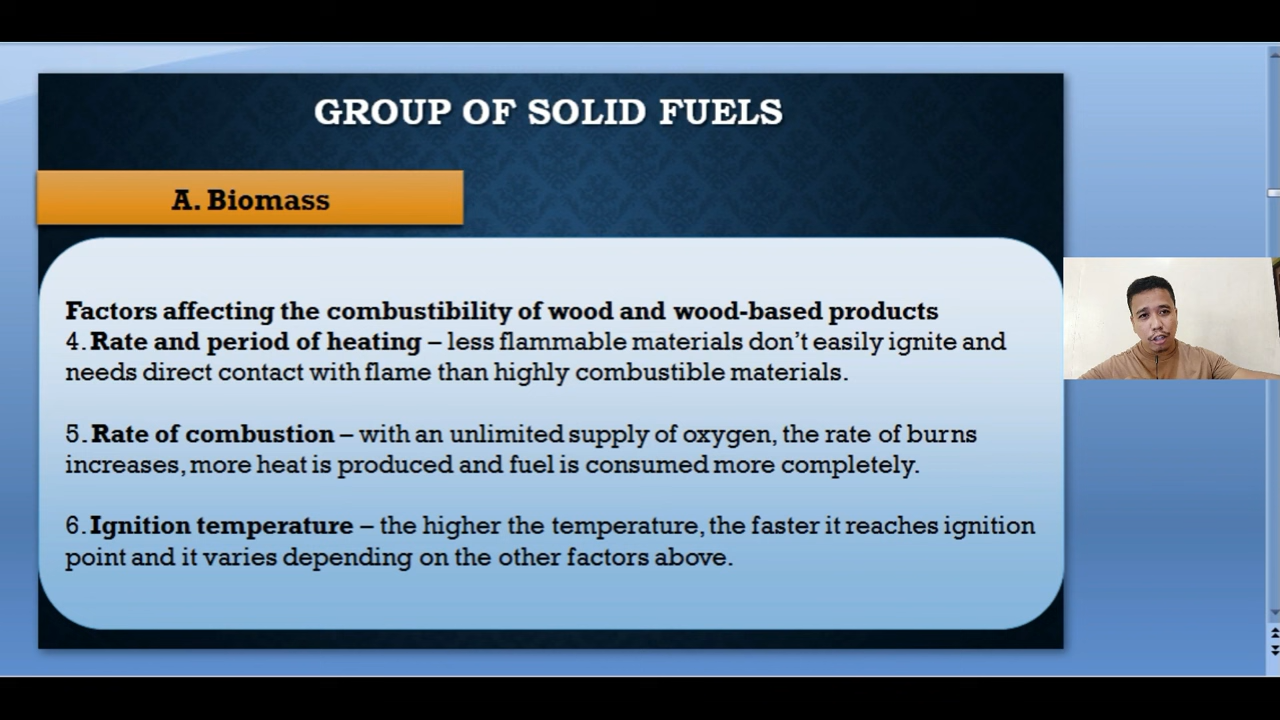 GROUP OF SOLID FUELS
A. Biomass
Factors affecting the combustibility of wood and wood-based products
4. Rate and period of heating – less flammable materials don’t easily ignite and
needs direct contact with flame than highly combustible materials.
5. Rate of combustion – with an unlimited supply of oxygen, the rate of burns
increases, more heat is produced and fuel is consumed more completely.
6. Ignition temperature – the higher the temperature, the faster it reaches ignition
point and it varies depending on the other factors above.